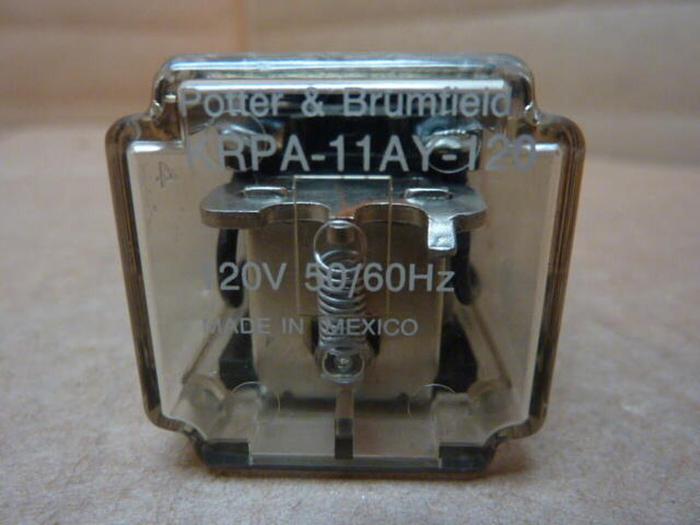 Potter & Brumfield
KRPA-11AY-120
120V 50/60Hz
MADE IN MEXICO